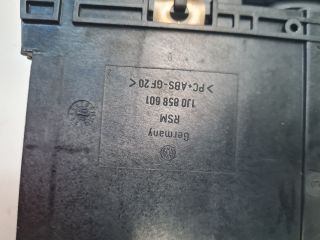 Germany
RSM
1J0 858 601
> PC+ABS-GF20 <